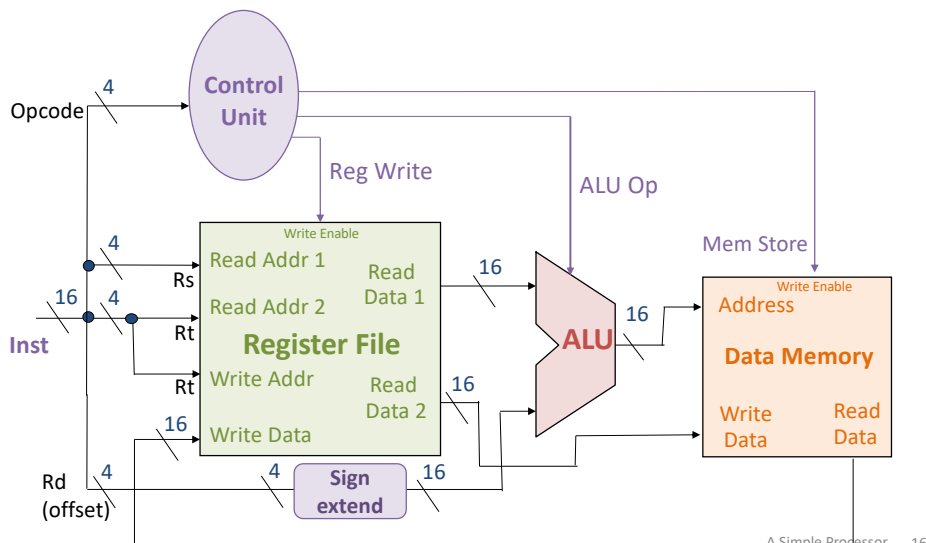 Control
Unit
4
Opcode
Reg Write
ALU Op
Mem Store
Write Enable
4
Read Addr 1
Rs
Read
Data 1
16
16
4
Read Addr 2
Rt
Inst
Register File
ALU
16
Write Enable
Address
Data Memory
Rt
Write Addr
Read
Data 2
16
16
Write Data
Write
Data
Read
Data
Rd
(offset)
4
4
Sign
extend
16
A Simple Processor 16